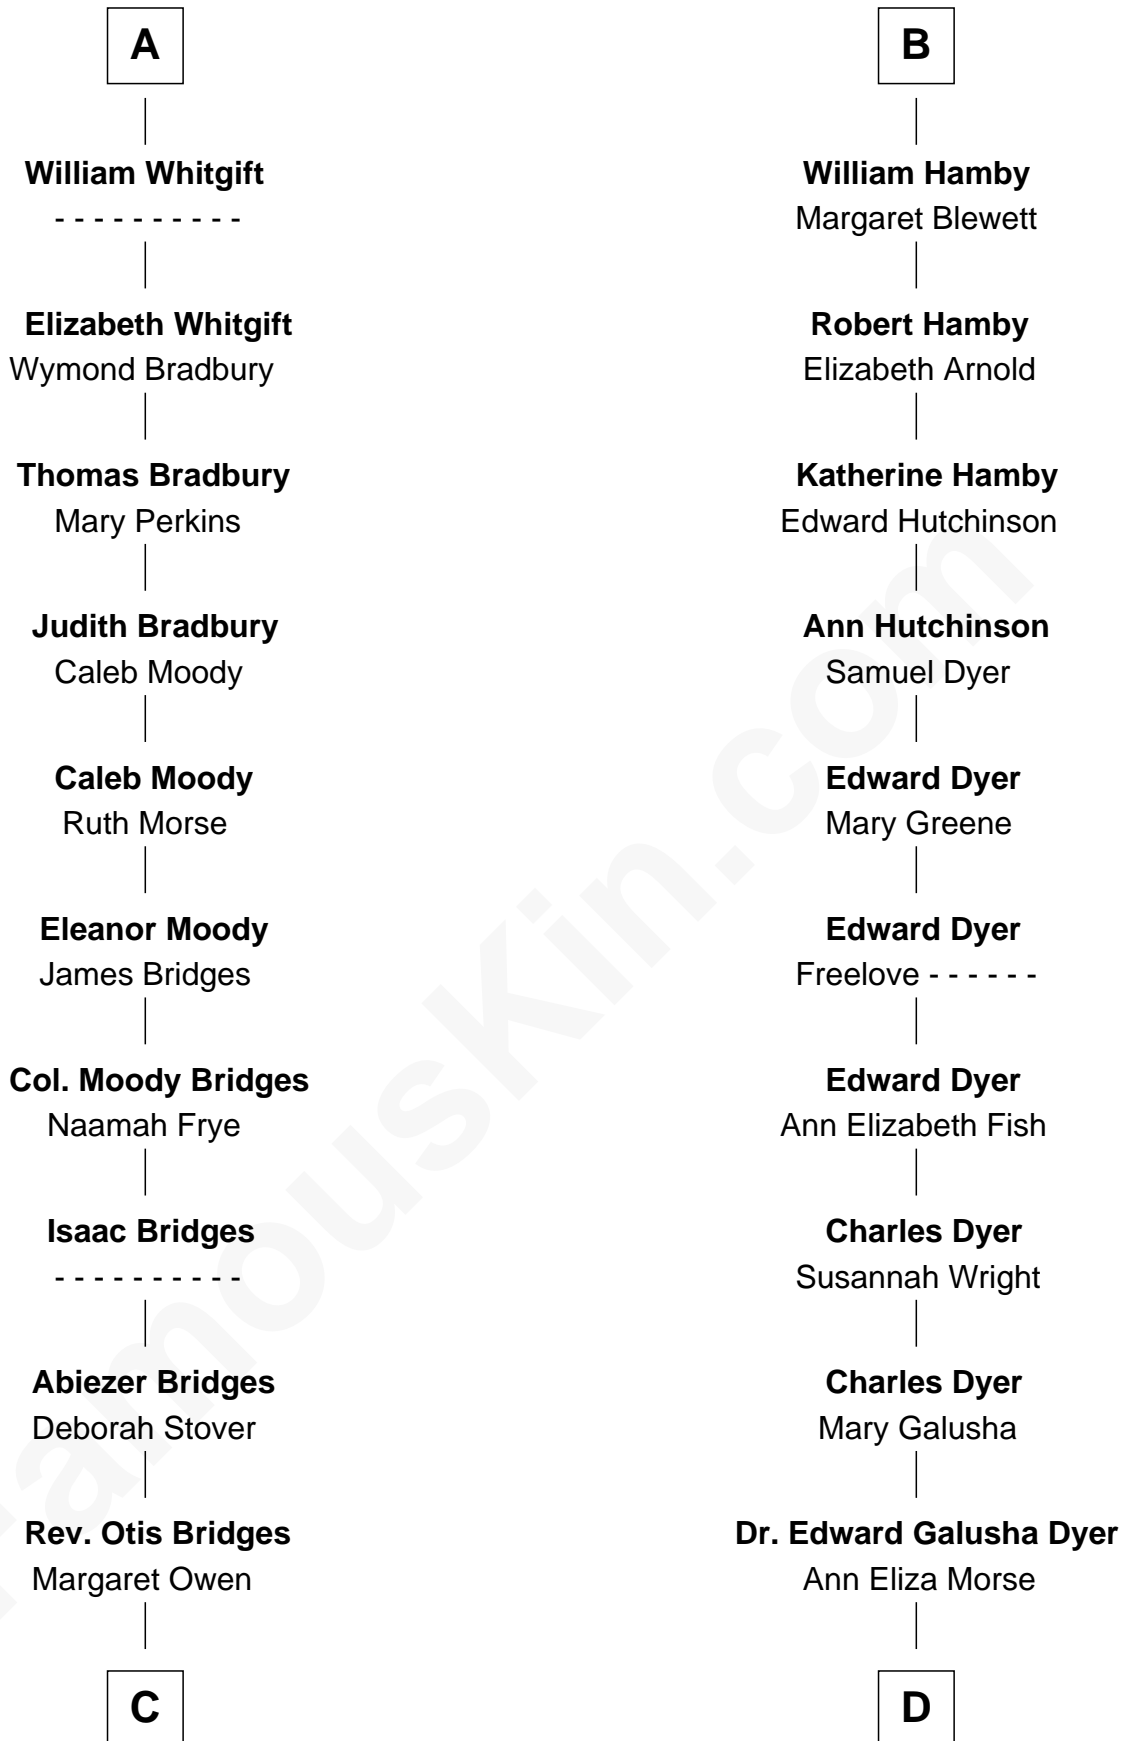 A
William Whitgift
- - - - - - - - - -
Elizabeth Whitgift
Wymond Bradbury
Thomas Bradbury
Mary Perkins
Judith Bradbury
Caleb Moody
Caleb Moody
Ruth Morse
Eleanor Moody
James Bridges
Col. Moody Bridges
Naamah Frye
Isaac Bridges
- - - - - - - - - -
Abiezer Bridges
Deborah Stover
Rev. Otis Bridges
Margaret Owen
C
B
William Hamby
Margaret Blewett
Robert Hamby
Elizabeth Arnold
Katherine Hamby
Edward Hutchinson
Ann Hutchinson
Samuel Dyer
Edward Dyer
Mary Greene
Edward Dyer
Freelove - - - - - -
Edward Dyer
Ann Elizabeth Fish
Charles Dyer
Susannah Wright
Charles Dyer
Mary Galusha
Dr. Edward Galusha Dyer
Ann Eliza Morse
D
FamousKin.com